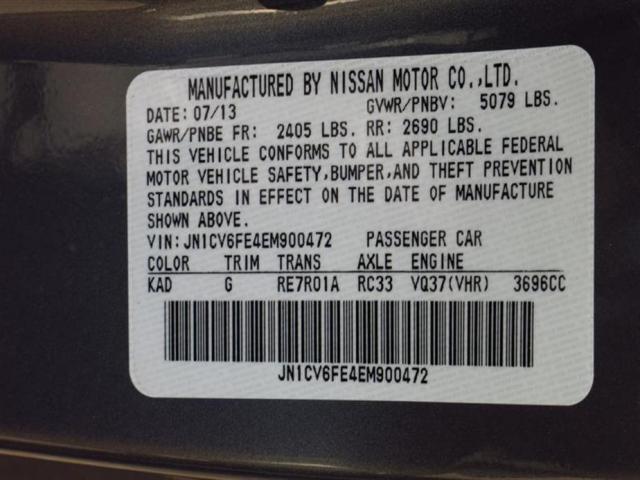 MANUFACTURED BY NISSAN MOTOR CO.,LTD.
DATE: 07/13 GVWR/PNBV: 5079 LBS.
GAWR/PNBE FR: 2405 LBS. RR: 2690 LBS.
THIS VEHICLE CONFORMS TO ALL APPLICABLE FEDERAL
MOTOR VEHICLE SAFETY,BUMPER,AND THEFT PREVENTION
STANDARDS IN EFFECT ON THE DATE OF MANUFACTURE
SHOWN ABOVE.
VIN:JN1CV6FE4EM900472 PASSENGER CAR
COLOR TRIM TRANS AXLE ENGINE
KAD G RE7R01A RC33 VQ37(VHR) 3696CC
JN1CV6FE4EM900472